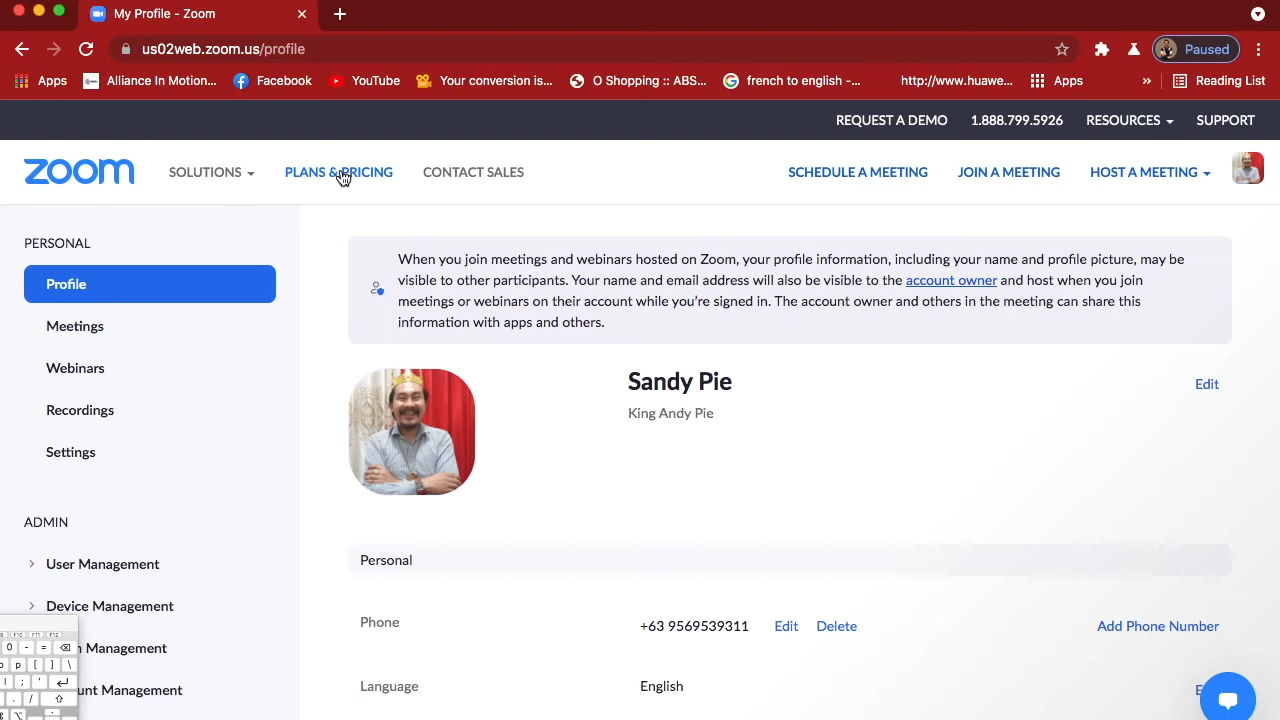 My Profile - Zoom
us02web.zoom.us/profile
Paused
Apps
Alliance In Motion...
Facebook
YouTube
Your conversion is...
O Shopping :: ABS...
french to english -...
http://www.huawe...
Apps
»
Reading List
REQUEST A DEMO
1.888.799.5926
RESOURCES
SUPPORT
zoom
SOLUTIONS
PLANS & PRICING
CONTACT SALES
SCHEDULE A MEETING
JOIN A MEETING
HOST A MEETING
PERSONAL
Profile
Meetings
Webinars
Recordings
Settings
ADMIN
User Management
Device Management
Management
unt Management
When you join meetings and webinars hosted on Zoom, your profile information, including your name and profile picture, may be
visible to other participants. Your name and email address will also be visible to the account owner and host when you join
meetings or webinars on their account while you're signed in. The account owner and others in the meeting can share this
information with apps and others.
Sandy Pie
Edit
King Andy Pie
Personal
Phone
+63 9569539311
Edit
Delete
Add Phone Number
Language
English
F10 F11 F12
0 - =
p [ ] \
l ; '
. /